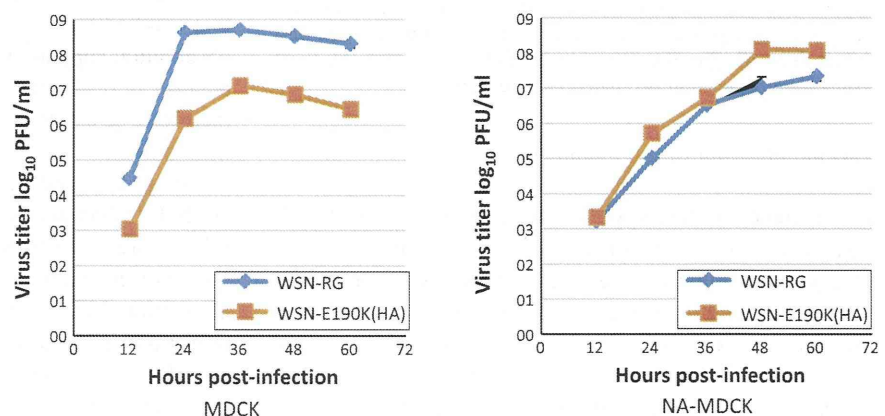 Virus titer log10 PFU/ml
09
08
07
06
05
04
03
02
01
00
WSN-RG
WSN-E190K(HA)
0 12 24 36 48 60 72
Hours post-infection
MDCK
Virus titer log10 PFU/ml
09
08
07
06
05
04
03
02
01
00
WSN-RG
WSN-E190K(HA)
0 12 24 36 48 60 72
Hours post-infection
NA-MDCK